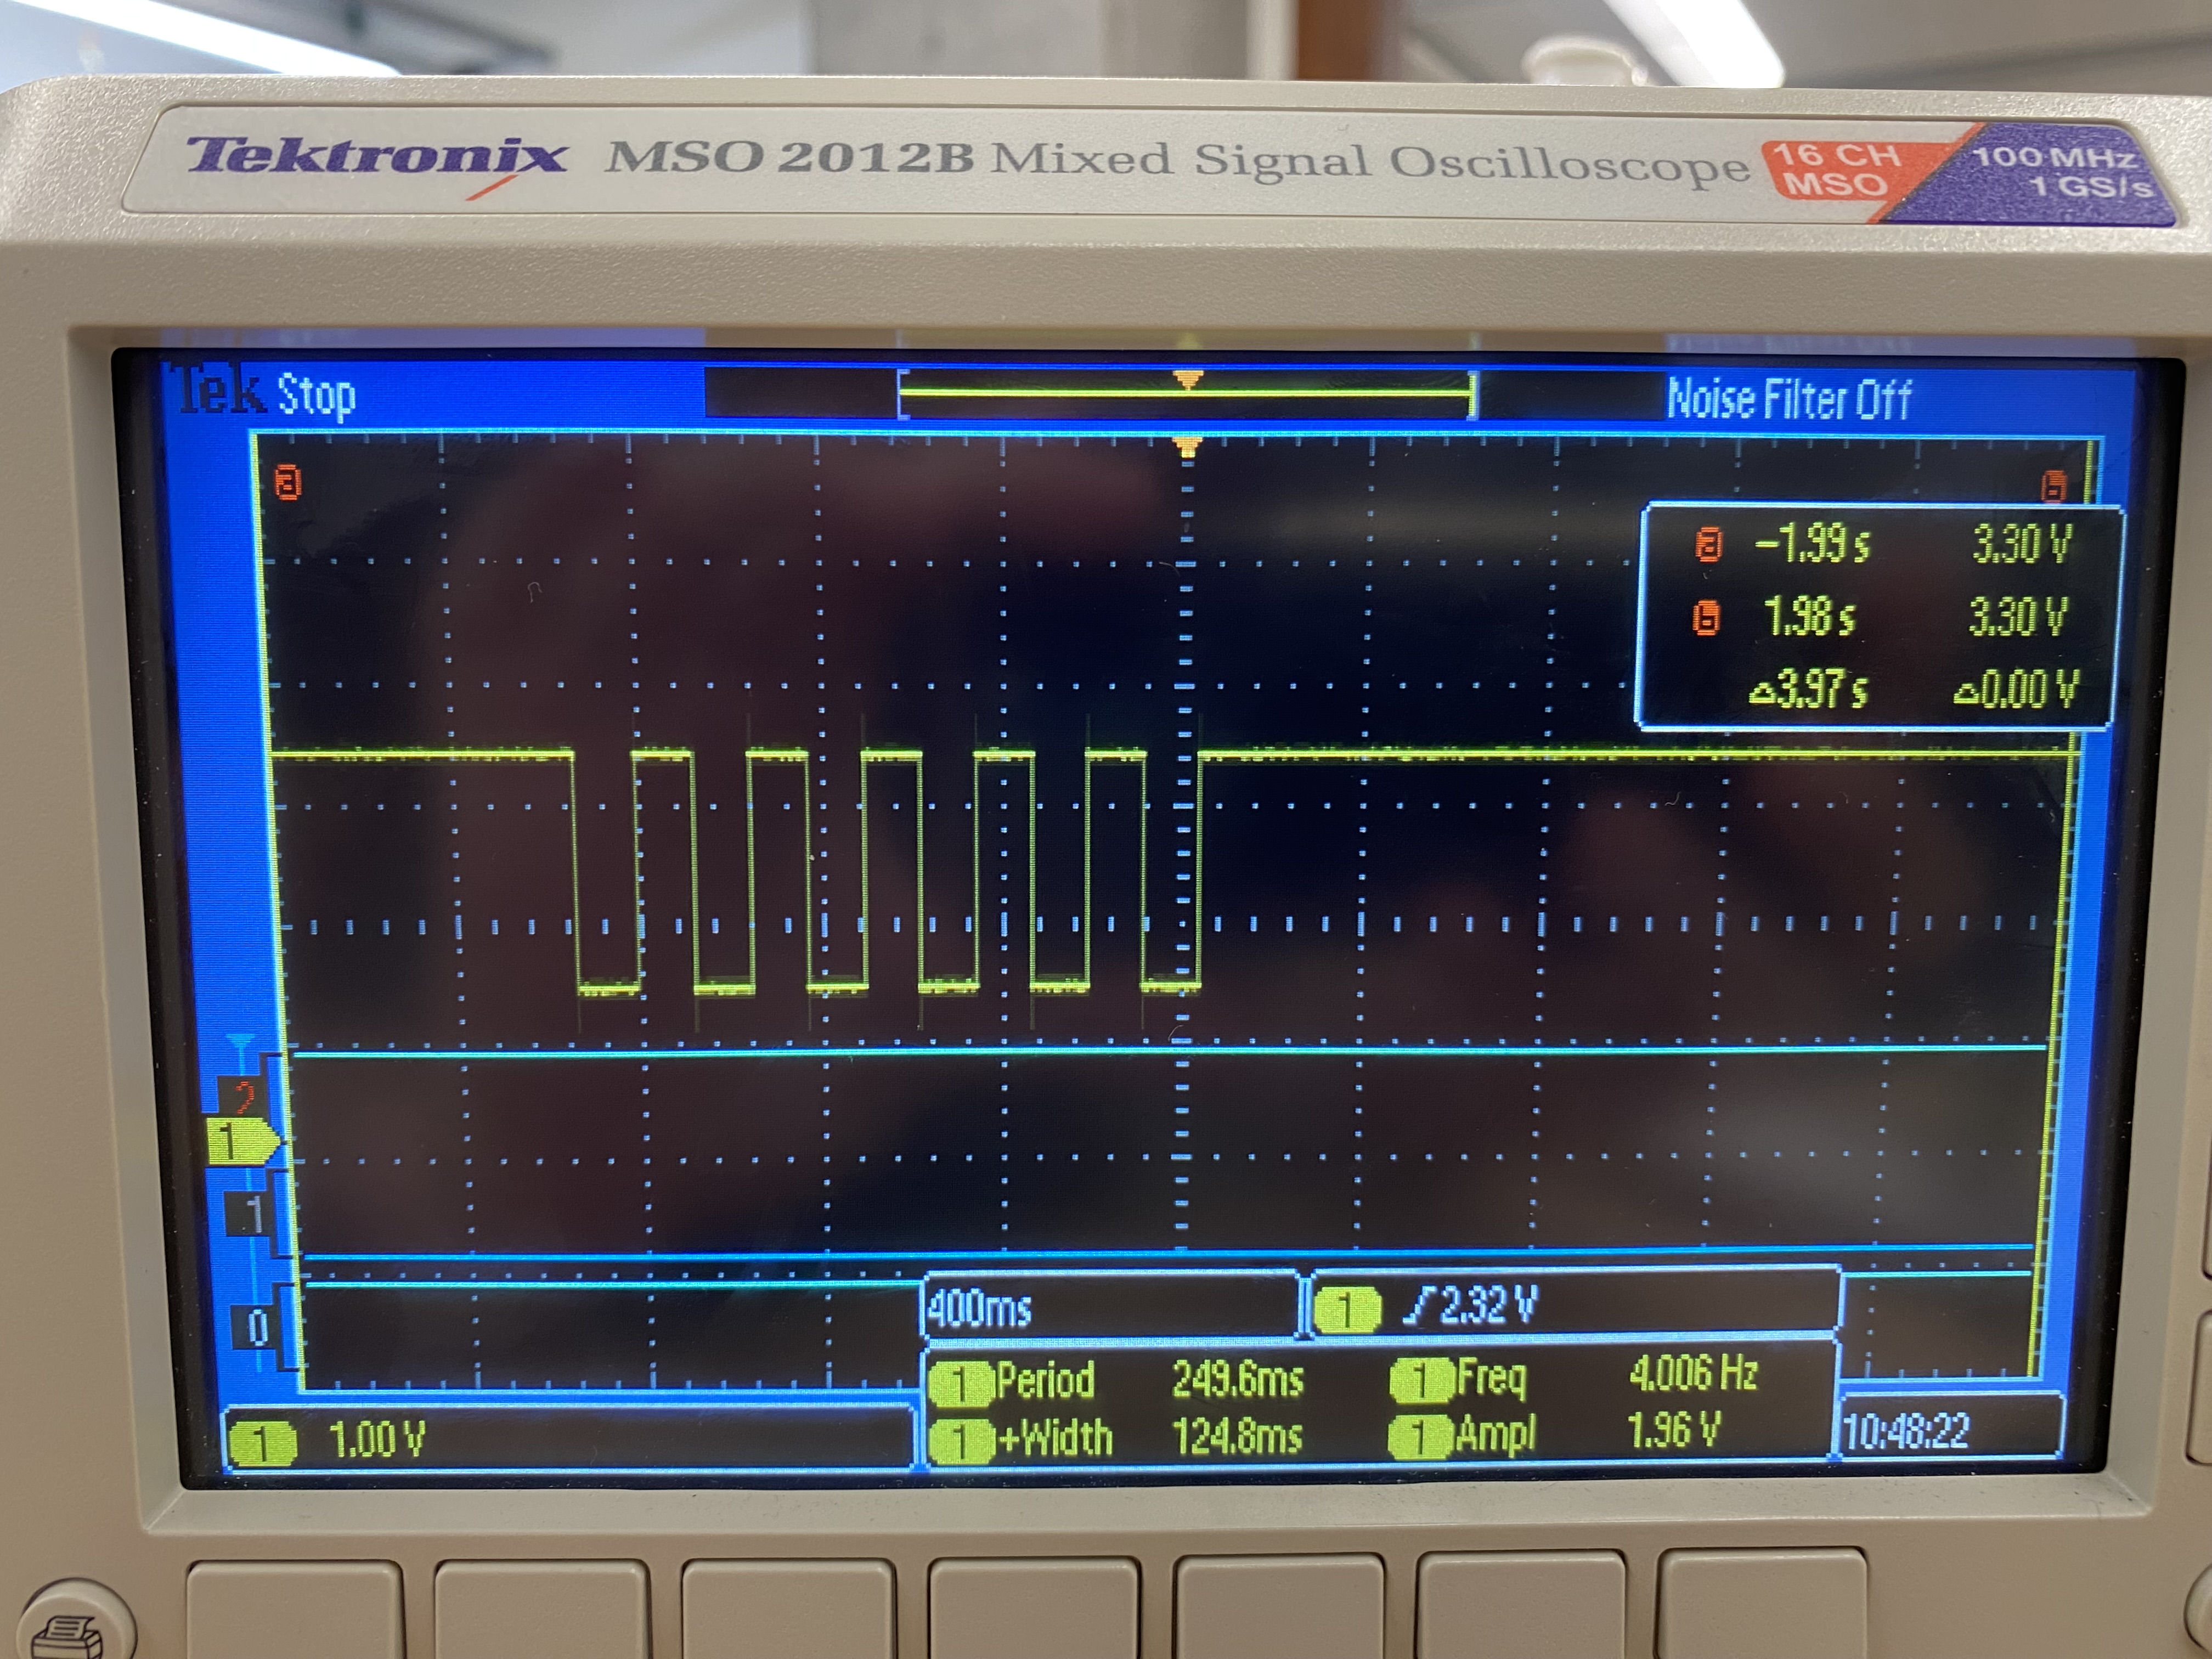 Tektronix MSO 2012B Mixed Signal Oscilloscope
16 CH MSO
100 MHz
1 GS/s
Tek Stop
Noise Filter Off
a
b
a -1.99 s 3.30 V
b 1.98 s 3.30 V
△3.97 s △0.00 V
2
1
1
0
400ms
1 2.32 V
1 Period 249.6ms 1 Freq 4.006 Hz
1 +Width 124.8ms 1 Ampl 1.96 V
1 1.00 V
10:48:22